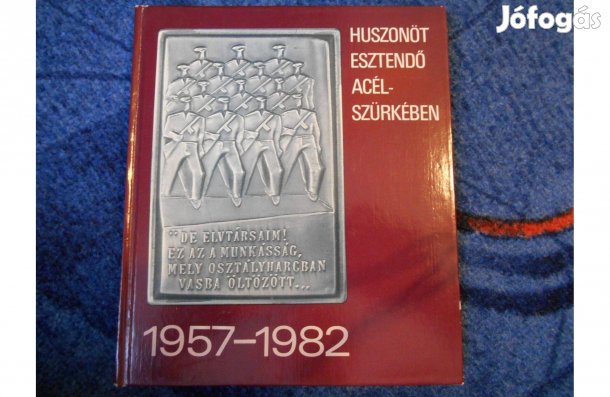 Jófogás
HUSZONÖT
ESZTENDŐ
ACÉL-
SZÜRKÉBEN
"DE ELVTÁRSAIM!
EZ AZ A MUNKÁSSÁG,
MELY OSZTÁLYHARCBAN
VASBA ÖLTÖZÖTT...
1957–1982